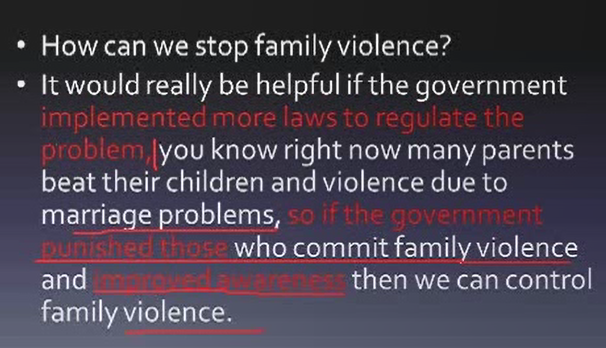 • How can we stop family violence?
• It would really be helpful if the government
implemented more laws to regulate the
problem, you know right now many parents
beat their children and violence due to
marriage problems, so if the government
punished those who commit family violence
and improved awareness then we can control
family violence.